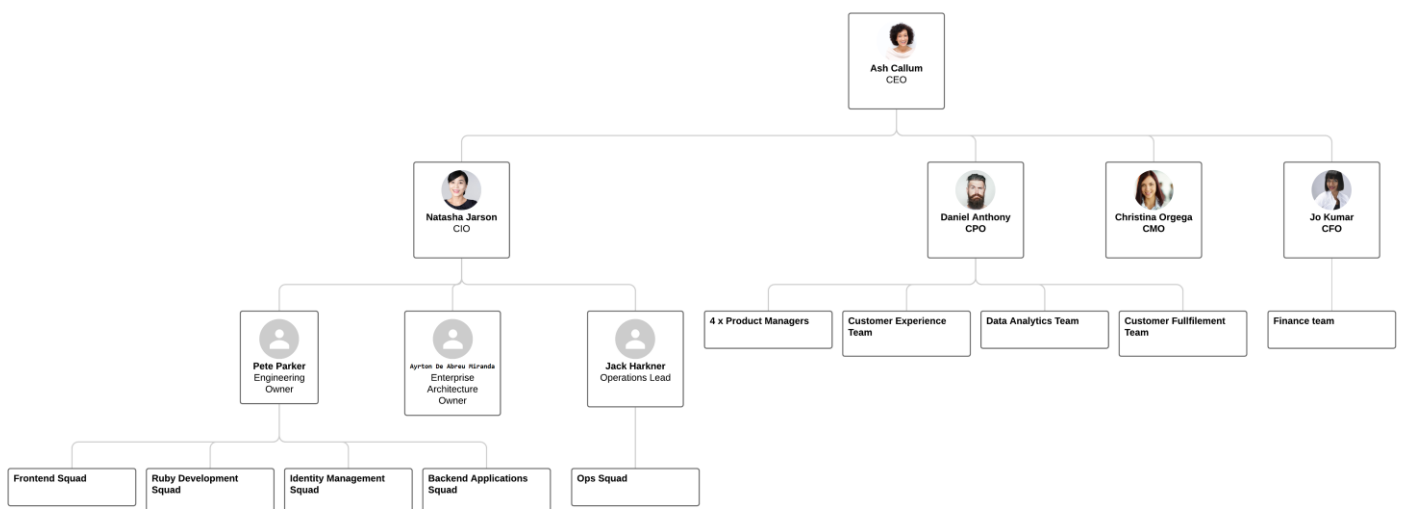 Ash Callum
CEO
Natasha Jarson
CIO
Daniel Anthony
CPO
Christina Orgega
CMO
Jo Kumar
CFO
Pete Parker
Engineering
Owner
Ayrton De Abreu Miranda
Enterprise
Architecture
Owner
Jack Harkner
Operations Lead
4 x Product Managers
Customer Experience
Team
Data Analytics Team
Customer Fullfilement
Team
Finance team
Frontend Squad
Ruby Development
Squad
Identity Management
Squad
Backend Applications
Squad
Ops Squad